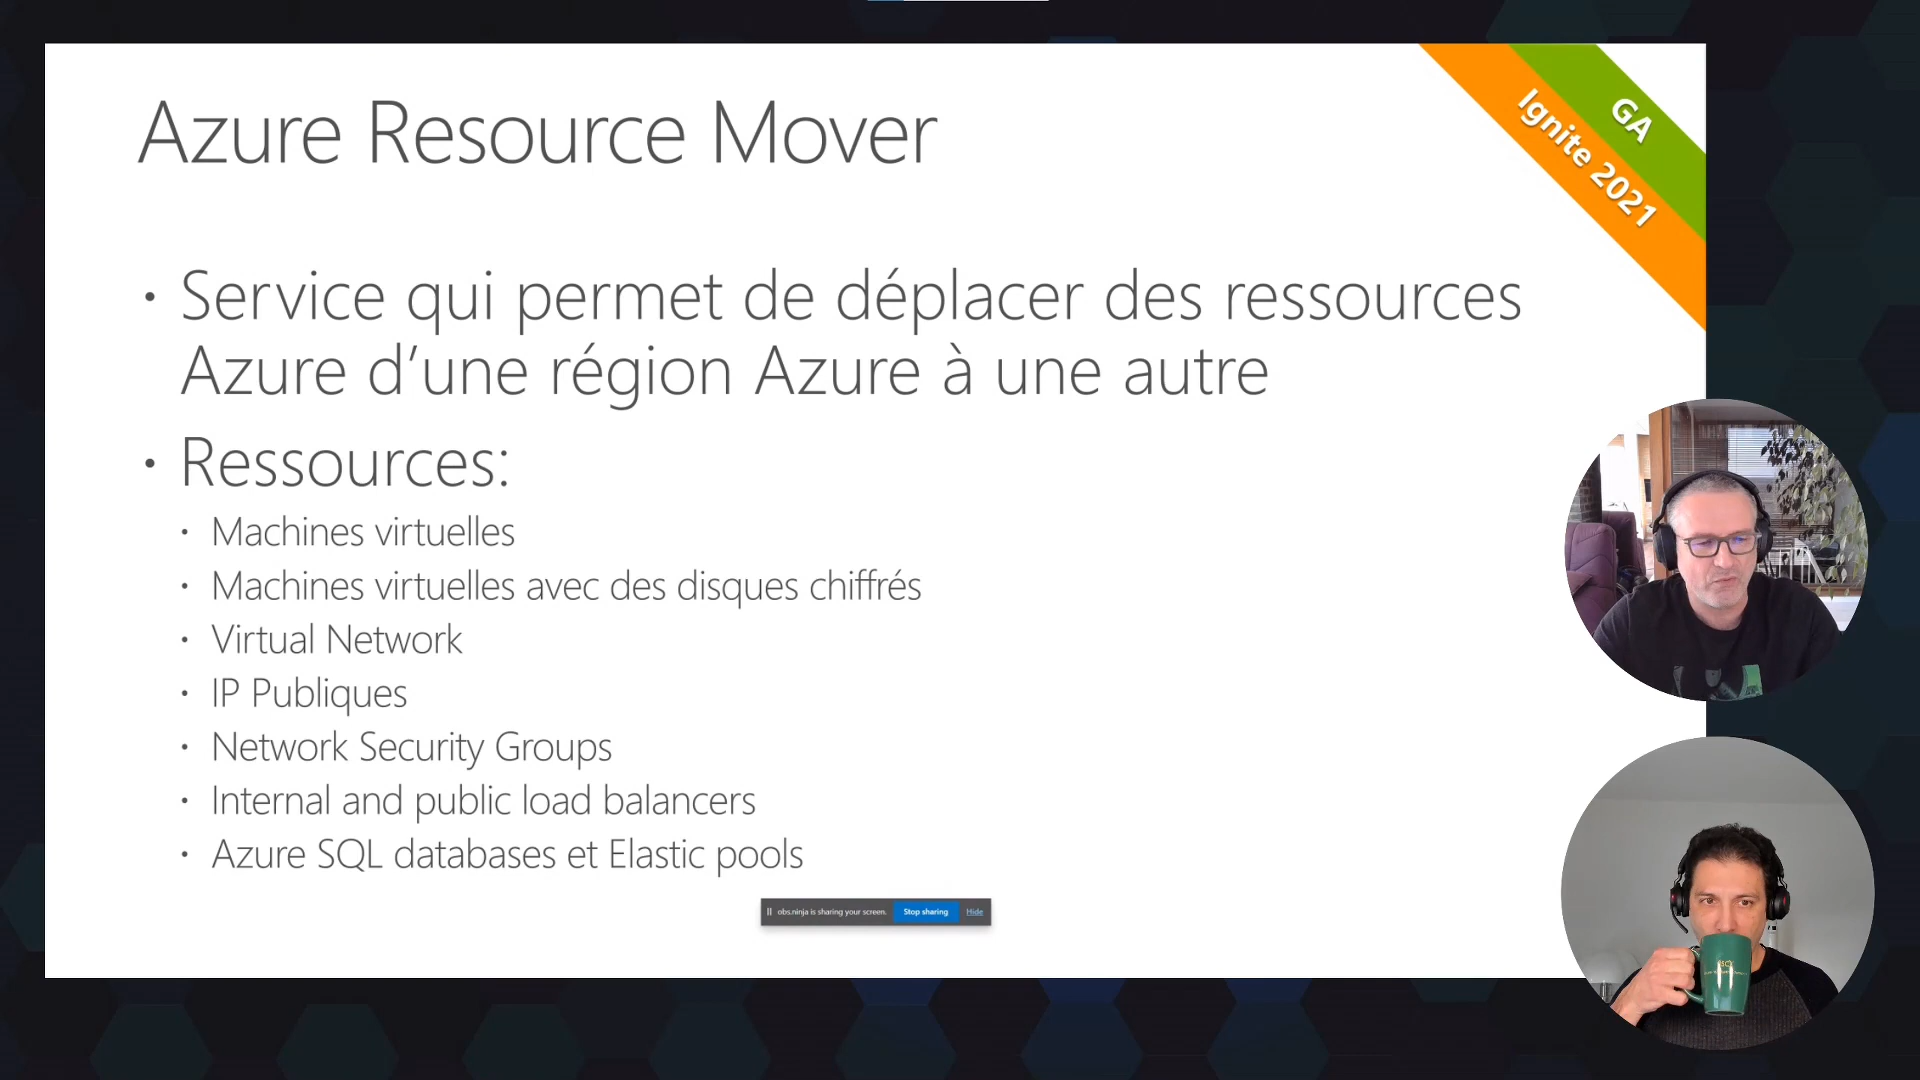 Azure Resource Mover
GA
Ignite 2021
• Service qui permet de déplacer des ressources
Azure d’une région Azure à une autre
• Ressources:
• Machines virtuelles
• Machines virtuelles avec des disques chiffrés
• Virtual Network
• IP Publiques
• Network Security Groups
• Internal and public load balancers
• Azure SQL databases et Elastic pools
obs.ninja is sharing your screen. Stop sharing Hide